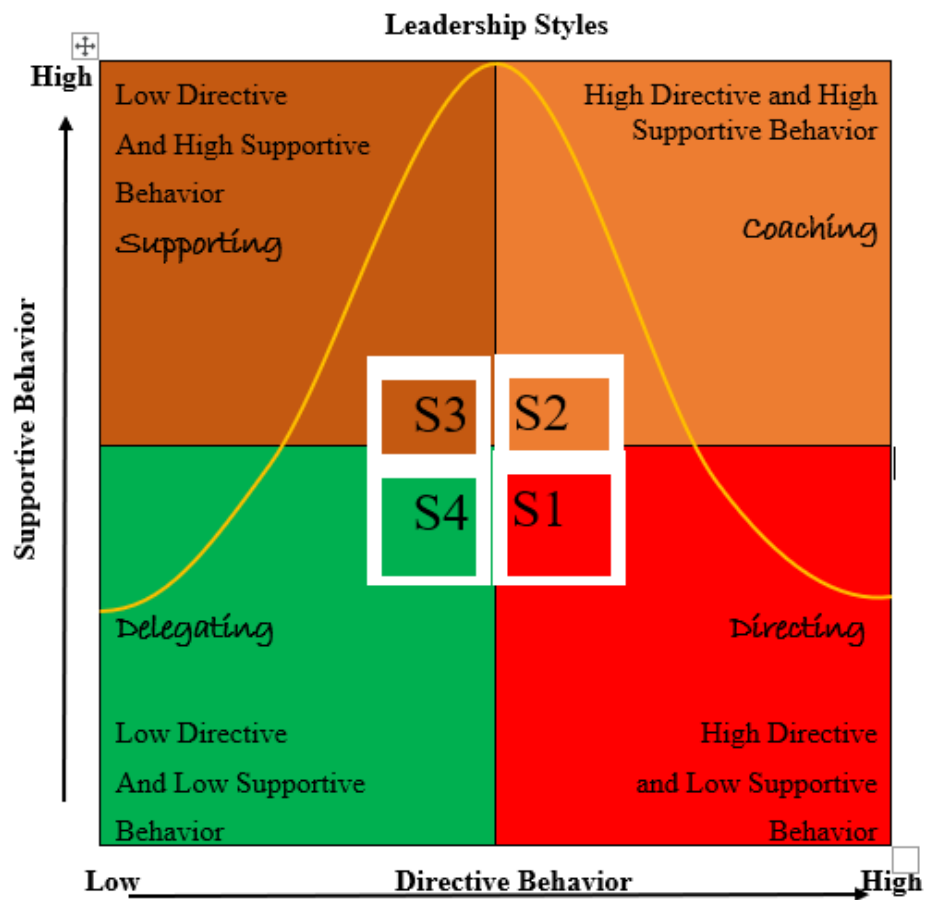 Leadership Styles
High
Low Directive
And High Supportive
Behavior
Supporting
High Directive and High
Supportive Behavior
Coaching
Supportive Behavior
S3
S2
S4
S1
Delegating
Low Directive
And Low Supportive
Behavior
Directing
High Directive
and Low Supportive
Behavior
Low
Directive Behavior
High